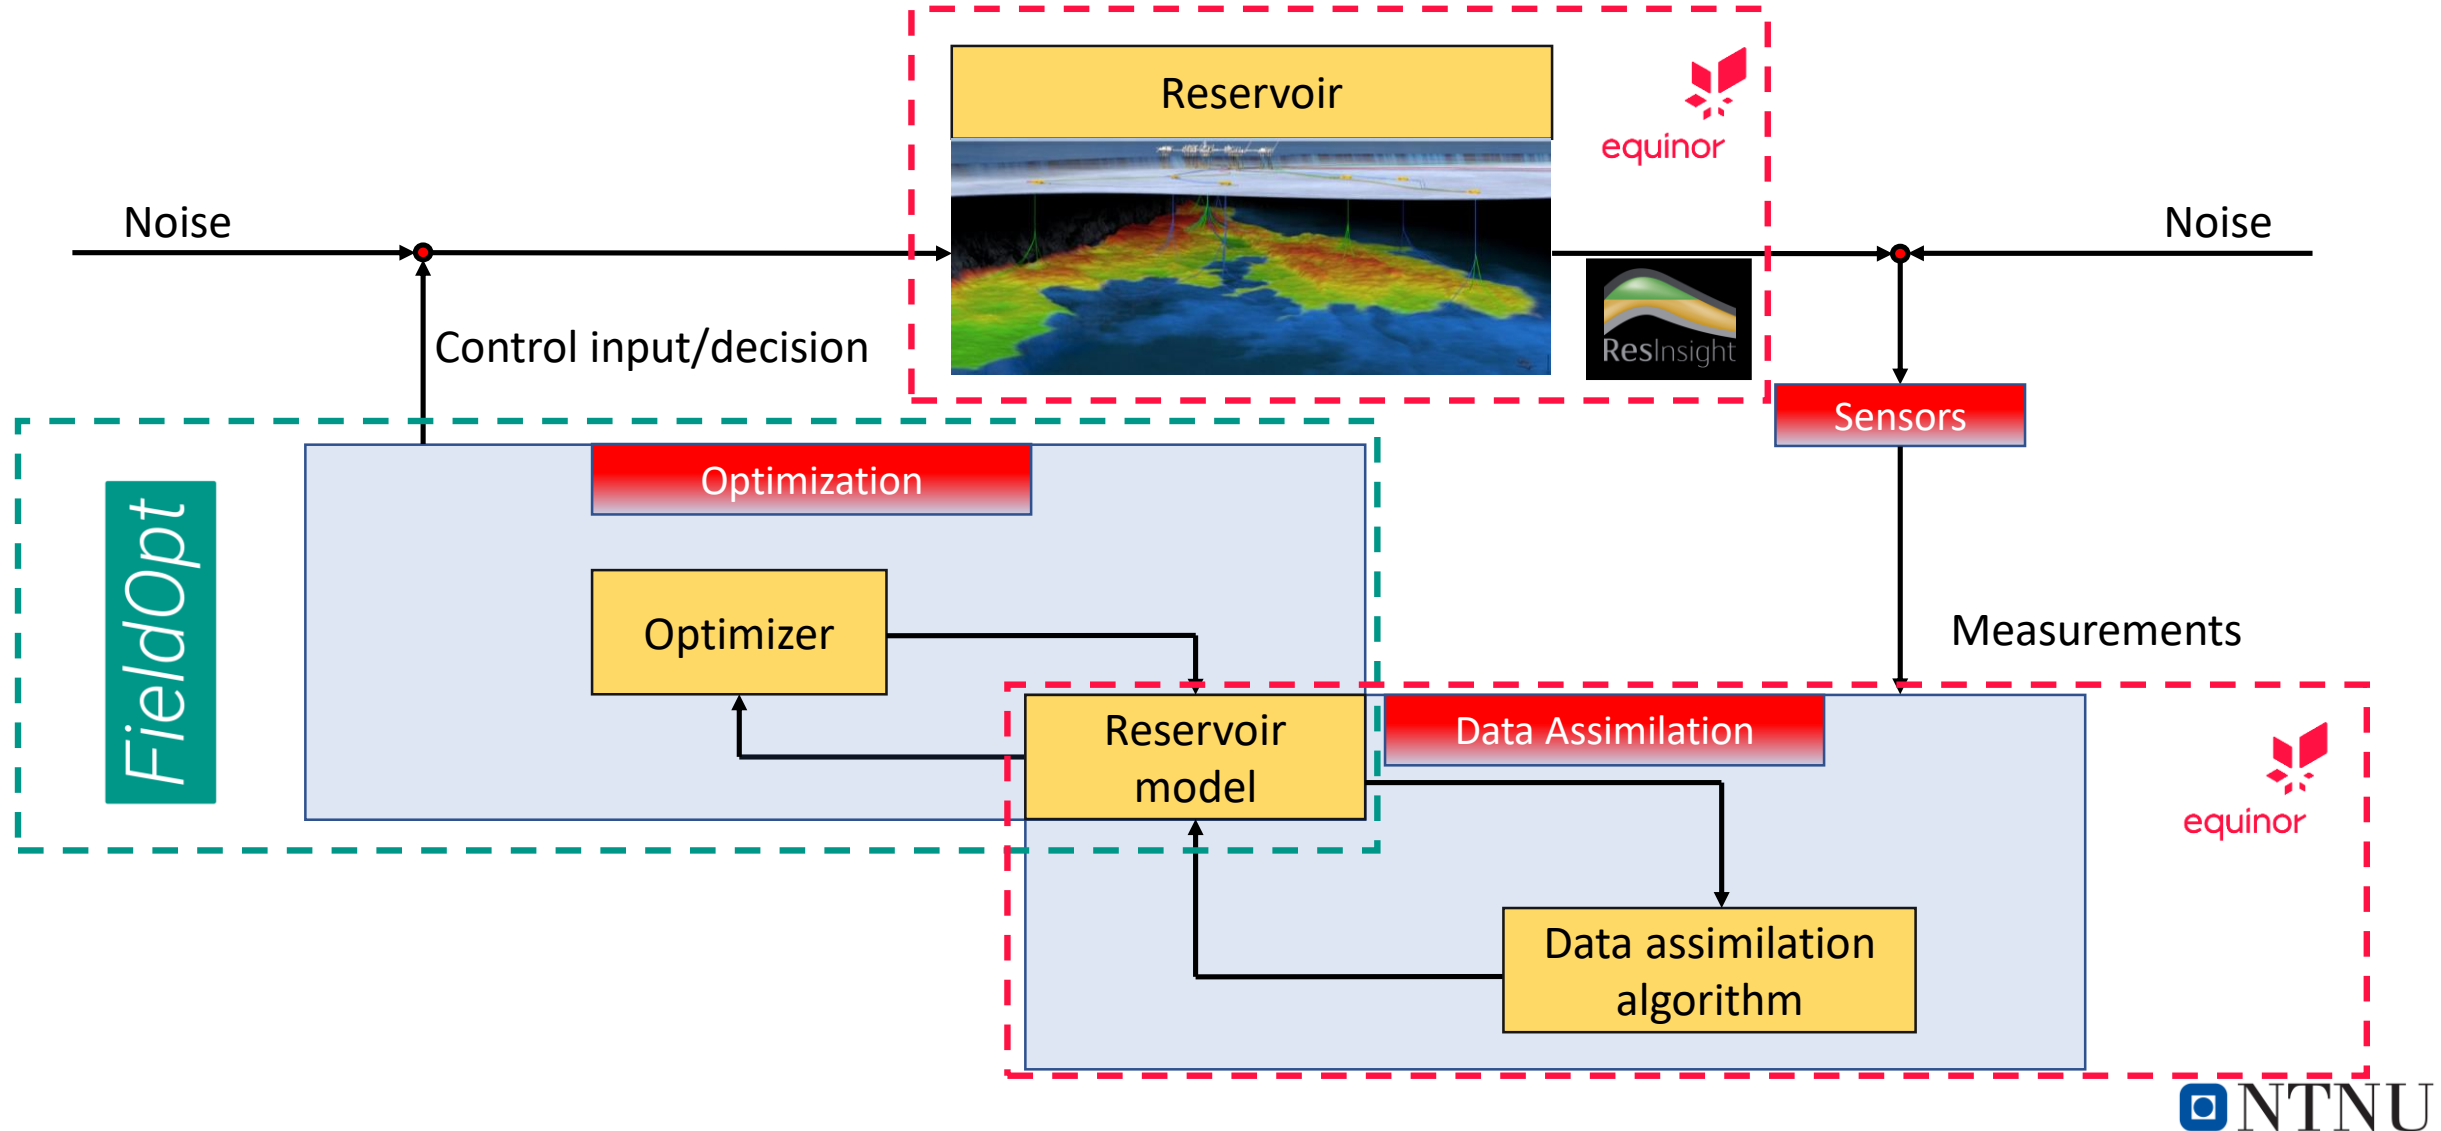 Reservoir
equinor
Noise
Noise
Control input/decision
ResInsight
Sensors
Optimization
FieldOpt
Optimizer
Measurements
Reservoir
model
Data Assimilation
equinor
Data assimilation
algorithm
NTNU